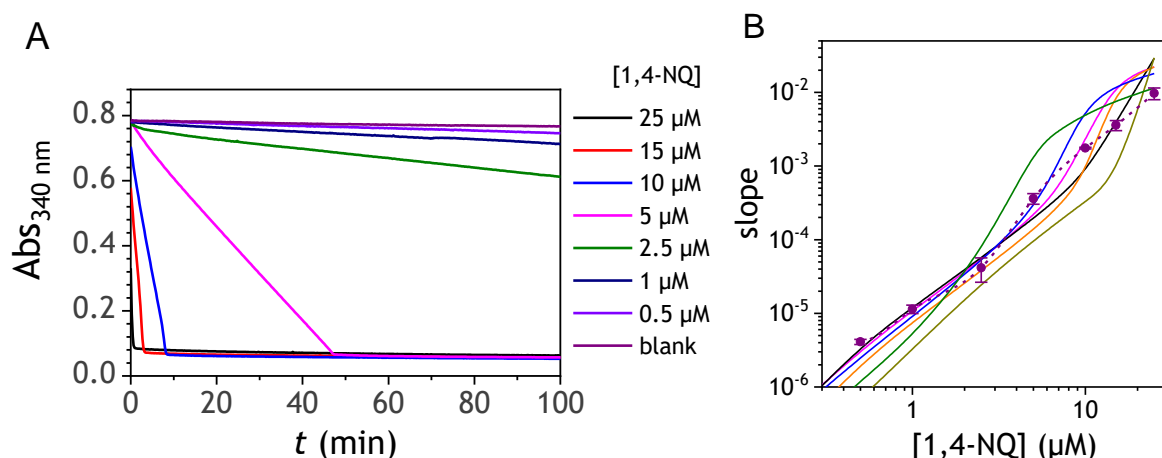 A
Abs340 nm
0.8
0.6
0.4
0.2
0.0
0
20
40
60
80
100
t (min)
[1,4-NQ]
25 µM
15 µM
10 µM
5 µM
2.5 µM
1 µM
0.5 µM
blank
B
slope
10-2
10-3
10-4
10-5
10-6
1
10
[1,4-NQ] (µM)